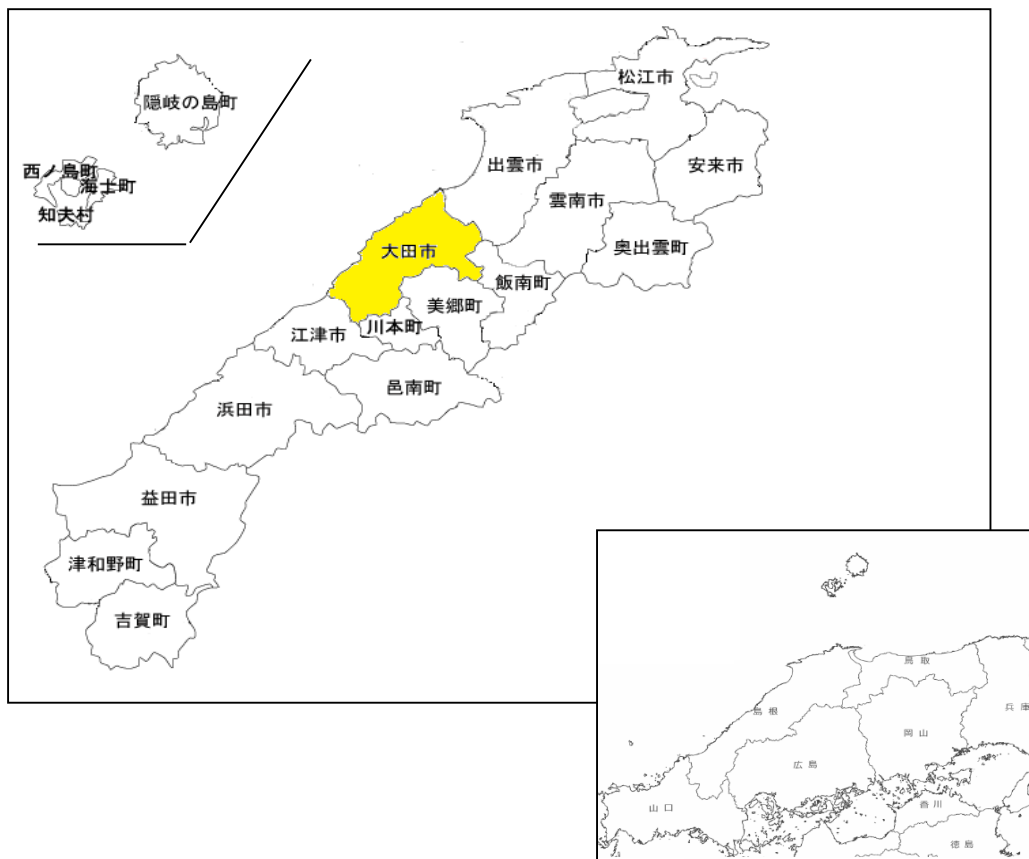 松江市
隠岐の島町
出雲市
安来市
西ノ島町
海士町
雲南市
知夫村
大田市
奥出雲町
飯南町
美郷町
川本町
江津市
邑南町
浜田市
益田市
津和野町
吉賀町
鳥取
島根
兵庫
岡山
広島
山口
香川
徳島